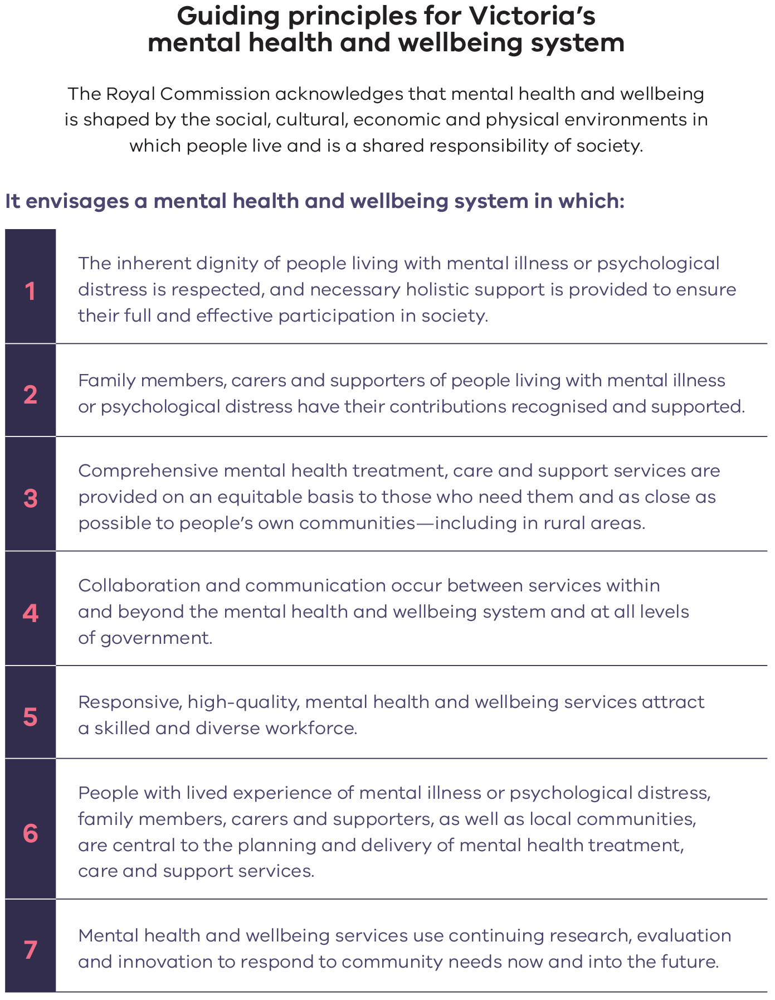 Guiding principles for Victoria’s
mental health and wellbeing system
The Royal Commission acknowledges that mental health and wellbeing
is shaped by the social, cultural, economic and physical environments in
which people live and is a shared responsibility of society.
It envisages a mental health and wellbeing system in which:
1
The inherent dignity of people living with mental illness or psychological
distress is respected, and necessary holistic support is provided to ensure
their full and effective participation in society.
2
Family members, carers and supporters of people living with mental illness
or psychological distress have their contributions recognised and supported.
3
Comprehensive mental health treatment, care and support services are
provided on an equitable basis to those who need them and as close as
possible to people’s own communities—including in rural areas.
4
Collaboration and communication occur between services within
and beyond the mental health and wellbeing system and at all levels
of government.
5
Responsive, high-quality, mental health and wellbeing services attract
a skilled and diverse workforce.
6
People with lived experience of mental illness or psychological distress,
family members, carers and supporters, as well as local communities,
are central to the planning and delivery of mental health treatment,
care and support services.
7
Mental health and wellbeing services use continuing research, evaluation
and innovation to respond to community needs now and into the future.